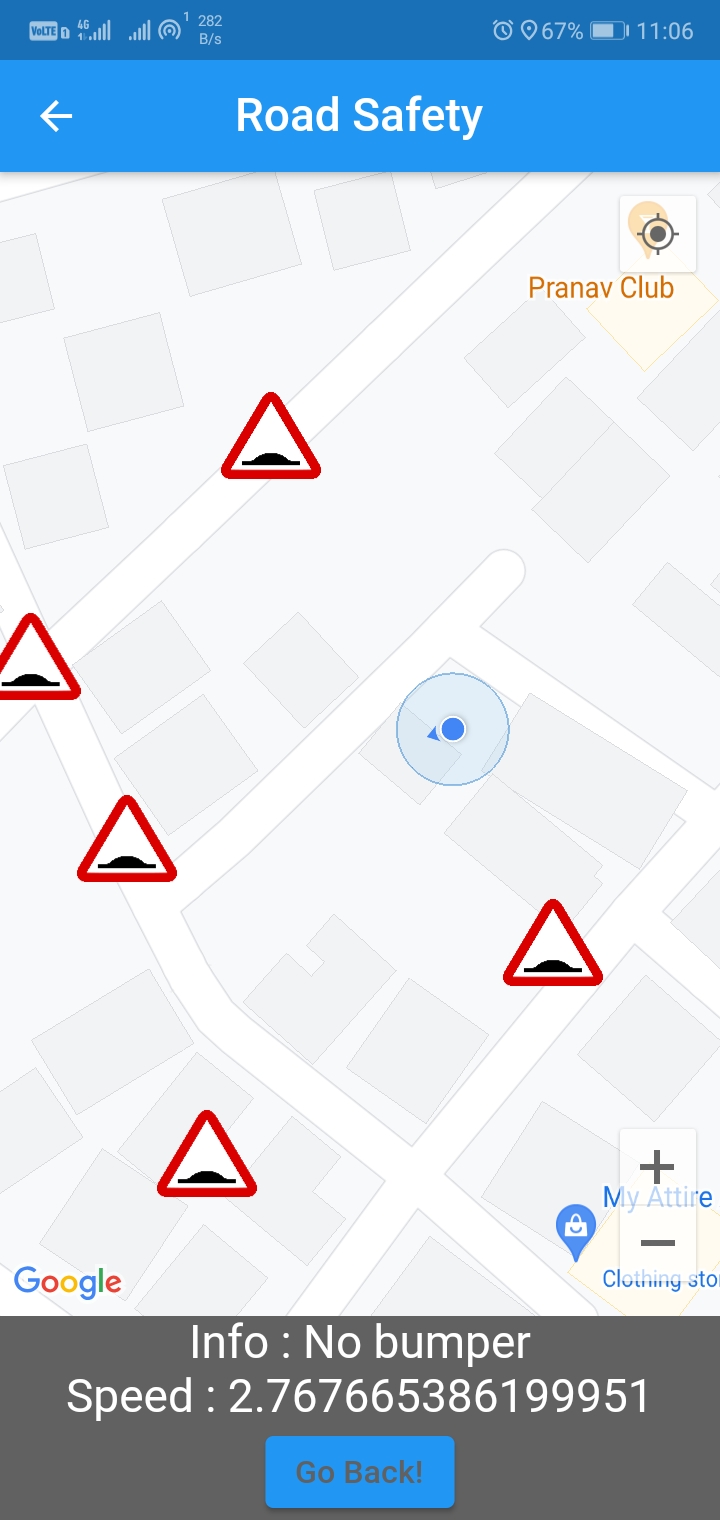 VoLTE 4G 1 282 B/s 67% 11:06
Road Safety
Pranav Club
My Attire
Clothing sto
Google
Info : No bumper
Speed : 2.767665386199951
Go Back!